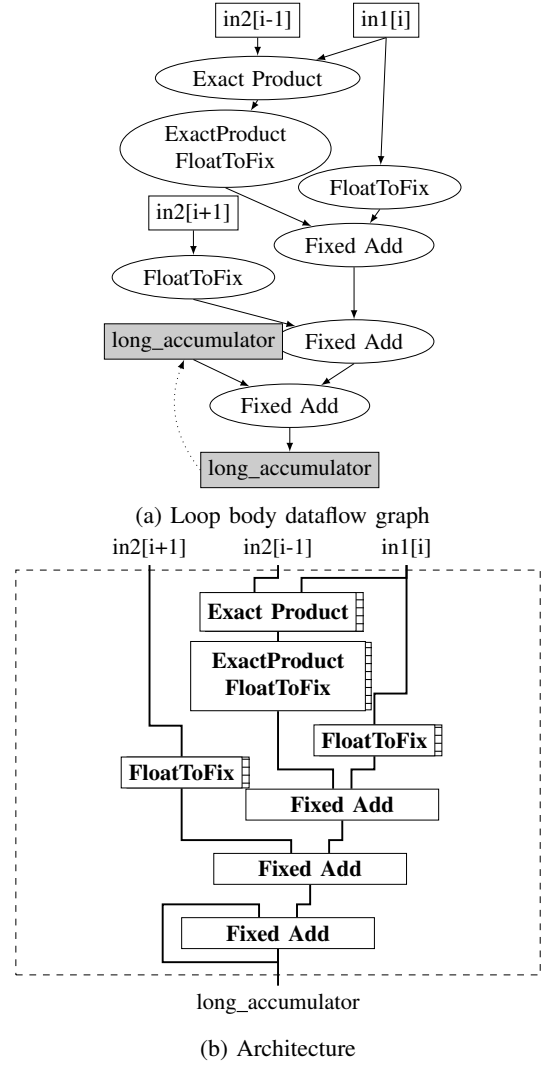 in2[i-1] in1[i]
Exact Product
ExactProduct
FloatToFix
FloatToFix
in2[i+1]
Fixed Add
FloatToFix
long_accumulator
Fixed Add
Fixed Add
long_accumulator
(a) Loop body dataflow graph
in2[i+1] in2[i-1] in1[i]
Exact Product
ExactProduct
FloatToFix
FloatToFix
FloatToFix
Fixed Add
Fixed Add
Fixed Add
long_accumulator
(b) Architecture